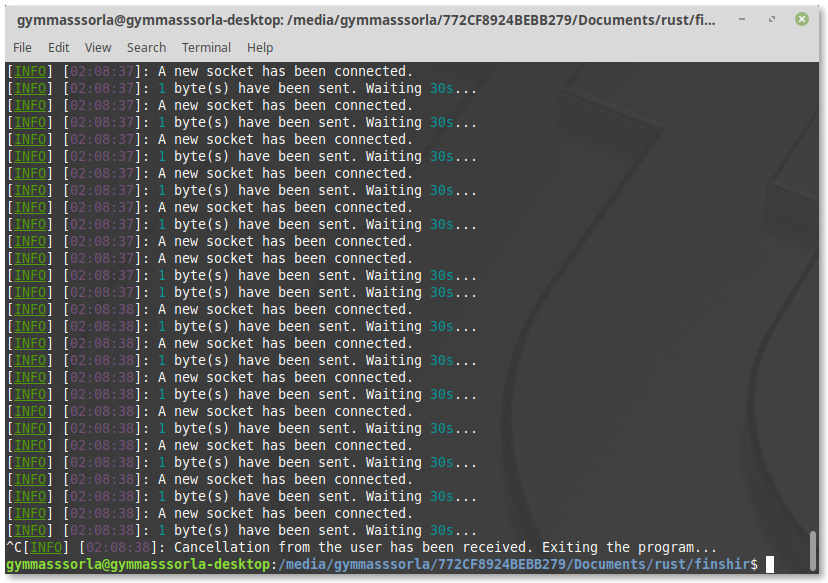 gymmasssorla@gymmasssorla-desktop: /media/gymmasssorla/772CF8924BEBB279/Documents/rust/fi...
File Edit View Search Terminal Help
[INFO] [02:08:37]: A new socket has been connected.
[INFO] [02:08:37]: 1 byte(s) have been sent. Waiting 30s...
[INFO] [02:08:37]: A new socket has been connected.
[INFO] [02:08:37]: 1 byte(s) have been sent. Waiting 30s...
[INFO] [02:08:37]: A new socket has been connected.
[INFO] [02:08:37]: 1 byte(s) have been sent. Waiting 30s...
[INFO] [02:08:37]: A new socket has been connected.
[INFO] [02:08:37]: 1 byte(s) have been sent. Waiting 30s...
[INFO] [02:08:37]: A new socket has been connected.
[INFO] [02:08:37]: 1 byte(s) have been sent. Waiting 30s...
[INFO] [02:08:37]: A new socket has been connected.
[INFO] [02:08:37]: A new socket has been connected.
[INFO] [02:08:37]: 1 byte(s) have been sent. Waiting 30s...
[INFO] [02:08:37]: 1 byte(s) have been sent. Waiting 30s...
[INFO] [02:08:38]: A new socket has been connected.
[INFO] [02:08:38]: 1 byte(s) have been sent. Waiting 30s...
[INFO] [02:08:38]: A new socket has been connected.
[INFO] [02:08:38]: 1 byte(s) have been sent. Waiting 30s...
[INFO] [02:08:38]: A new socket has been connected.
[INFO] [02:08:38]: 1 byte(s) have been sent. Waiting 30s...
[INFO] [02:08:38]: A new socket has been connected.
[INFO] [02:08:38]: 1 byte(s) have been sent. Waiting 30s...
[INFO] [02:08:38]: A new socket has been connected.
[INFO] [02:08:38]: 1 byte(s) have been sent. Waiting 30s...
[INFO] [02:08:38]: A new socket has been connected.
[INFO] [02:08:38]: 1 byte(s) have been sent. Waiting 30s...
[INFO] [02:08:38]: A new socket has been connected.
[INFO] [02:08:38]: 1 byte(s) have been sent. Waiting 30s...
^C[INFO] [02:08:38]: Cancellation from the user has been received. Exiting the program...
gymmasssorla@gymmasssorla-desktop:/media/gymmasssorla/772CF8924BEBB279/Documents/rust/finshir$